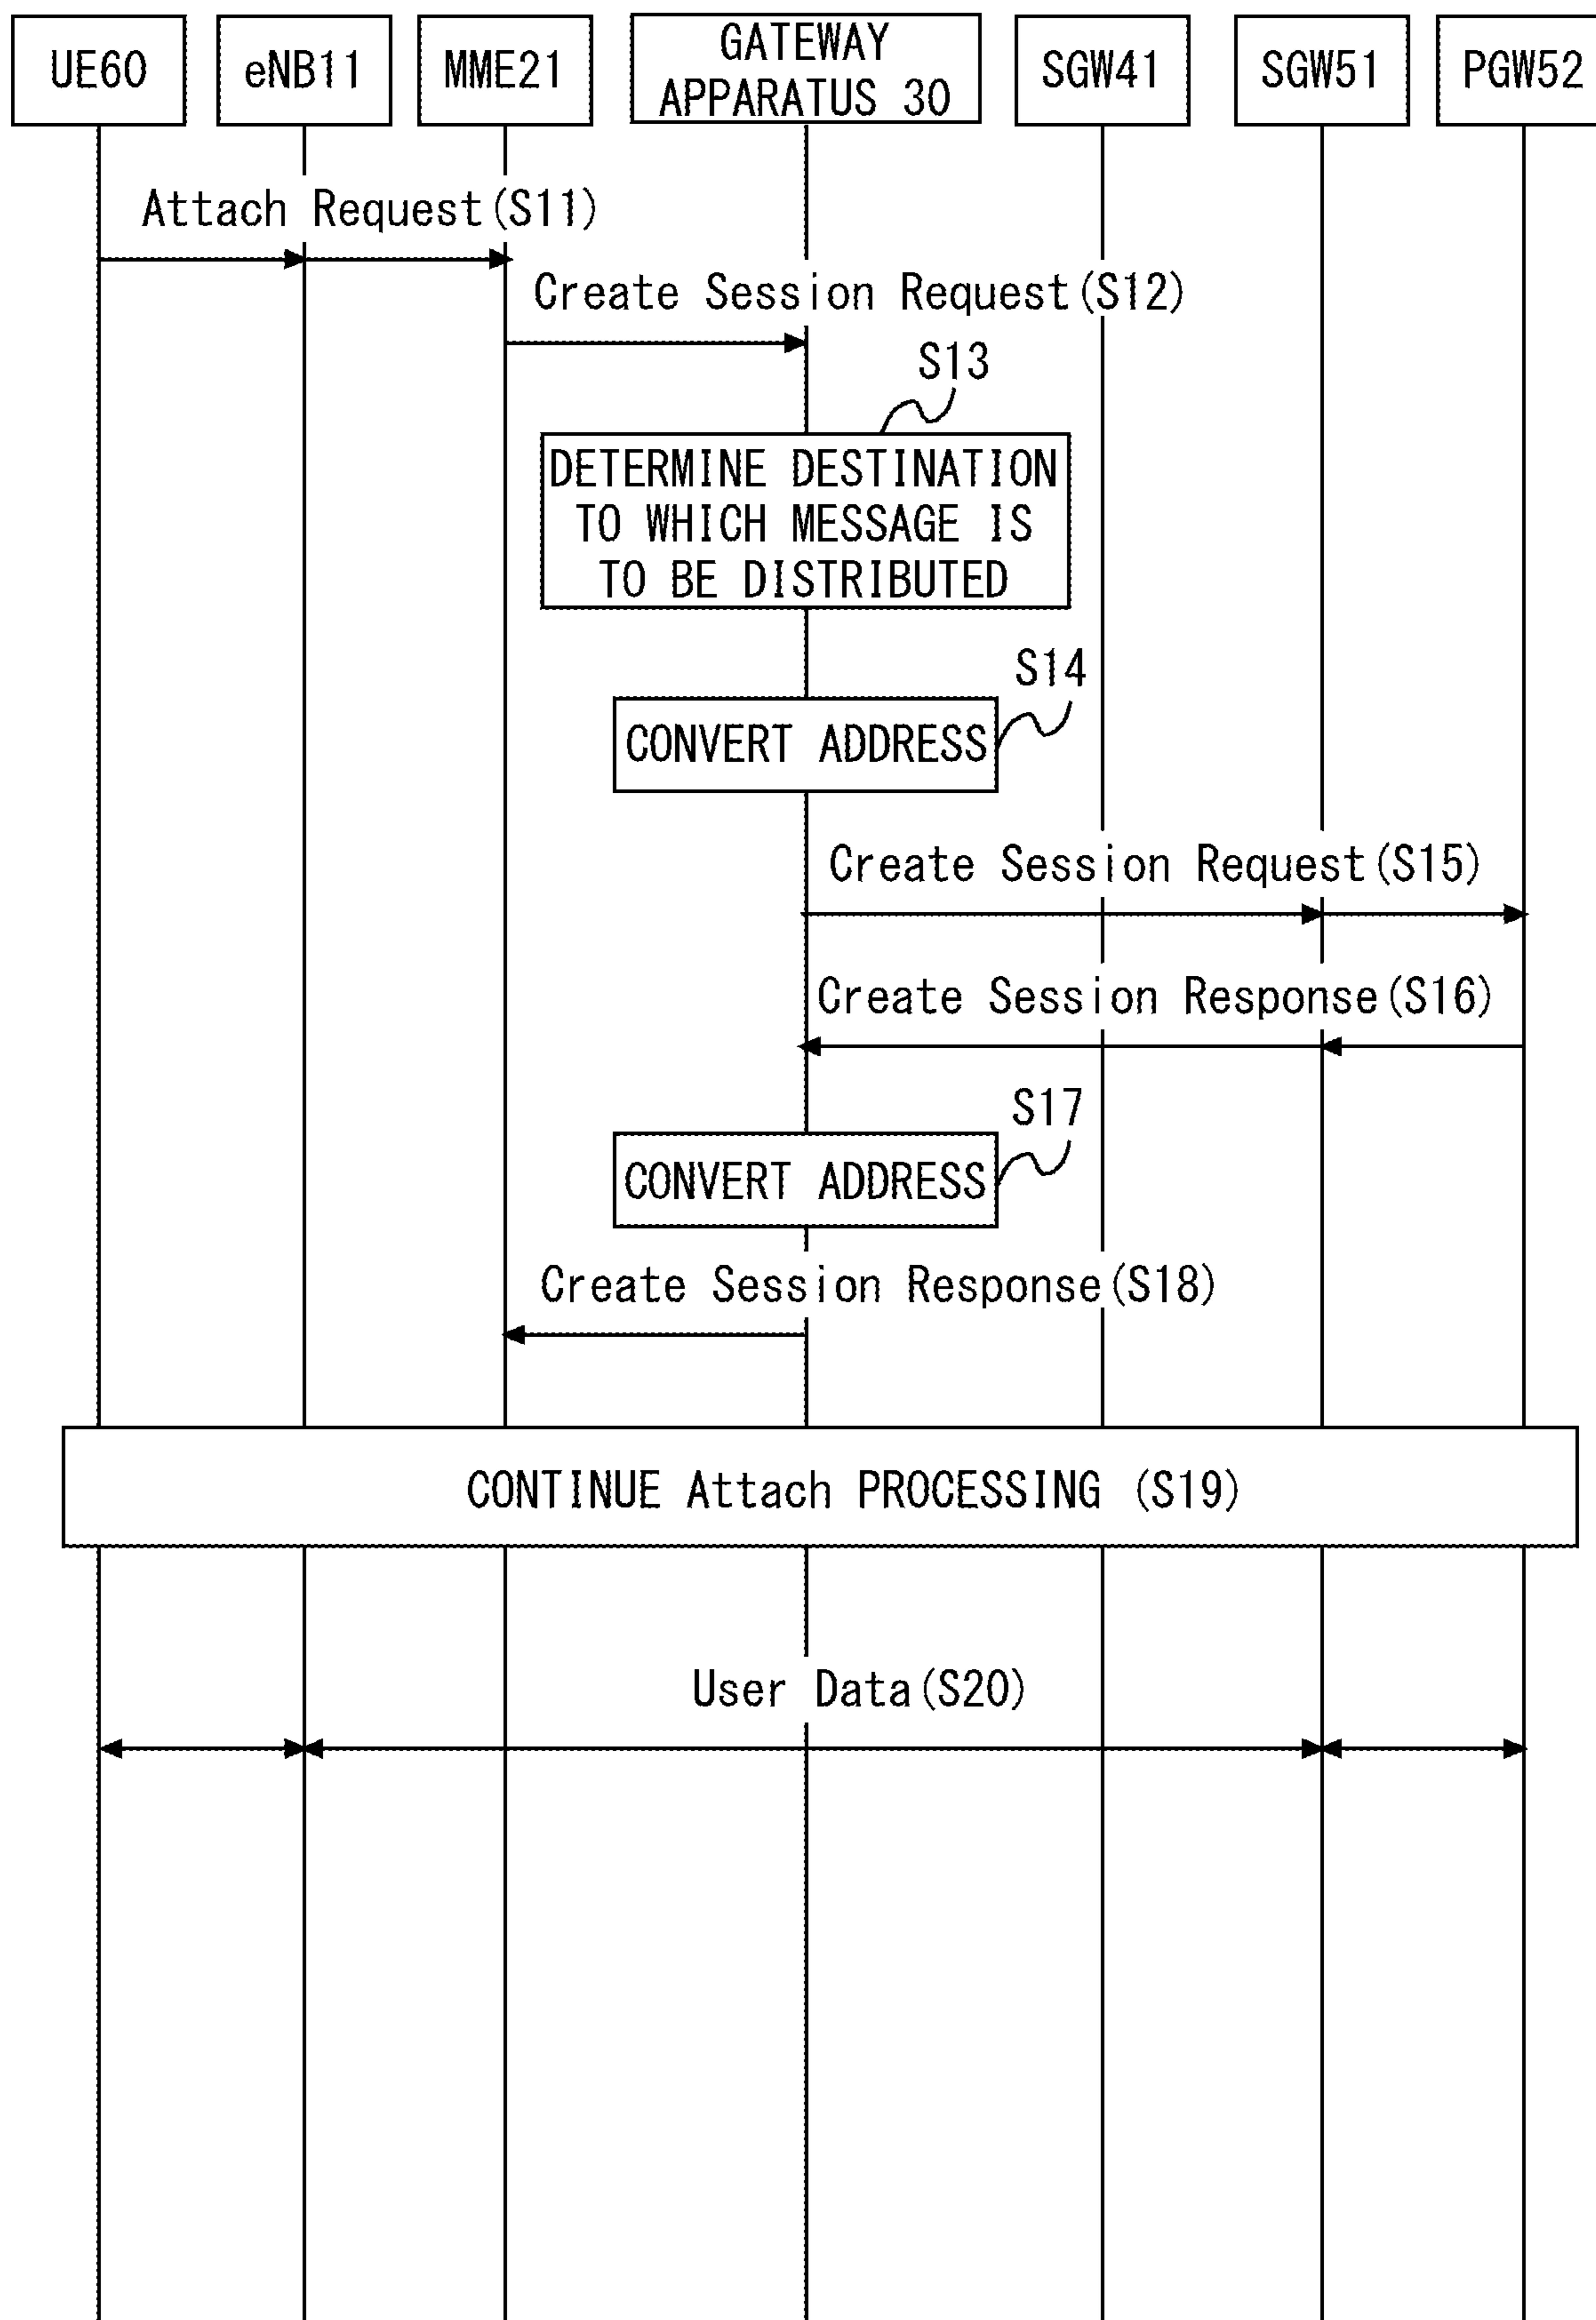 UE60
eNB11
MME21
GATEWAY
APPARATUS 30
SGW41
SGW51
PGW52
Attach Request(S11)
Create Session Request(S12)
S13
DETERMINE DESTINATION
TO WHICH MESSAGE IS
TO BE DISTRIBUTED
S14
CONVERT ADDRESS
Create Session Request(S15)
Create Session Response(S16)
S17
CONVERT ADDRESS
Create Session Response(S18)
CONTINUE Attach PROCESSING (S19)
User Data(S20)